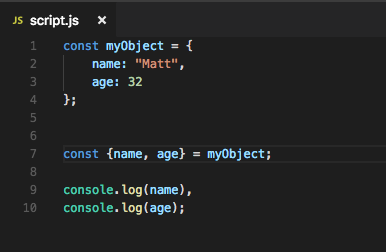 JS script.js ×
1 const myObject = {
2     name: "Matt",
3     age: 32
4 };
5
6
7 const {name, age} = myObject;
8
9 console.log(name),
10 console.log(age);